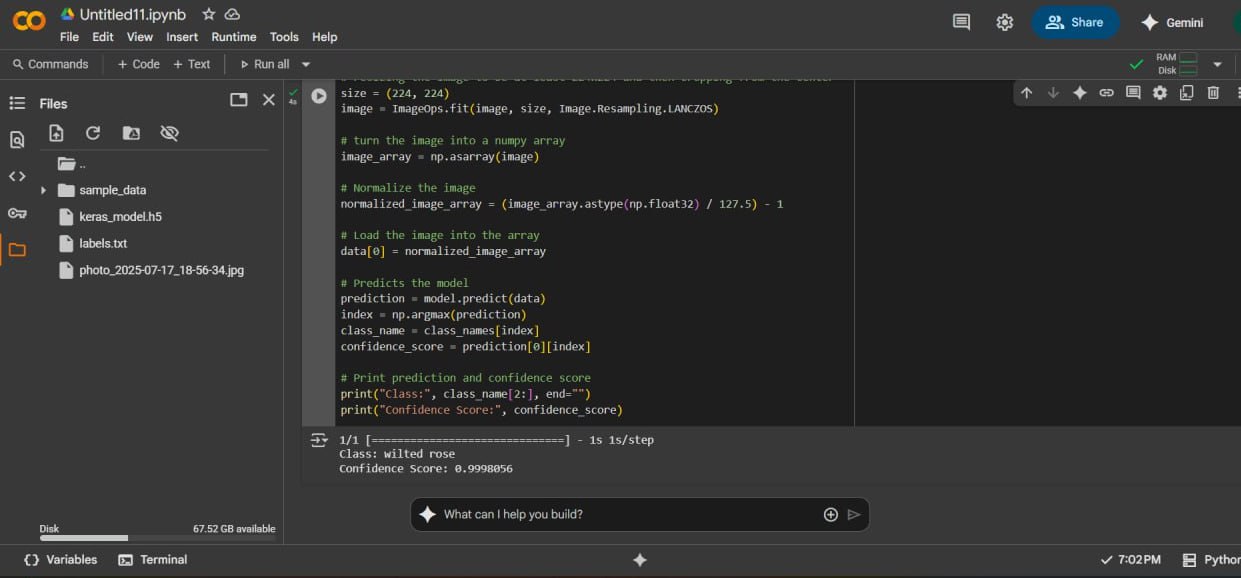 Untitled11.ipynb
File Edit View Insert Runtime Tools Help
Share
Gemini
Commands + Code + Text Run all
RAM
Disk
Files
..
sample_data
keras_model.h5
labels.txt
photo_2025-07-17_18-56-34.jpg
Disk 67.52 GB available
4s
size = (224, 224)
image = ImageOps.fit(image, size, Image.Resampling.LANCZOS)
# turn the image into a numpy array
image_array = np.asarray(image)
# Normalize the image
normalized_image_array = (image_array.astype(np.float32) / 127.5) - 1
# Load the image into the array
data[0] = normalized_image_array
# Predicts the model
prediction = model.predict(data)
index = np.argmax(prediction)
class_name = class_names[index]
confidence_score = prediction[0][index]
# Print prediction and confidence score
print("Class:", class_name[2:], end="")
print("Confidence Score:", confidence_score)
1/1 [==============================] - 1s 1s/step
Class: wilted rose
Confidence Score: 0.9998056
What can I help you build?
Variables Terminal
7:02 PM